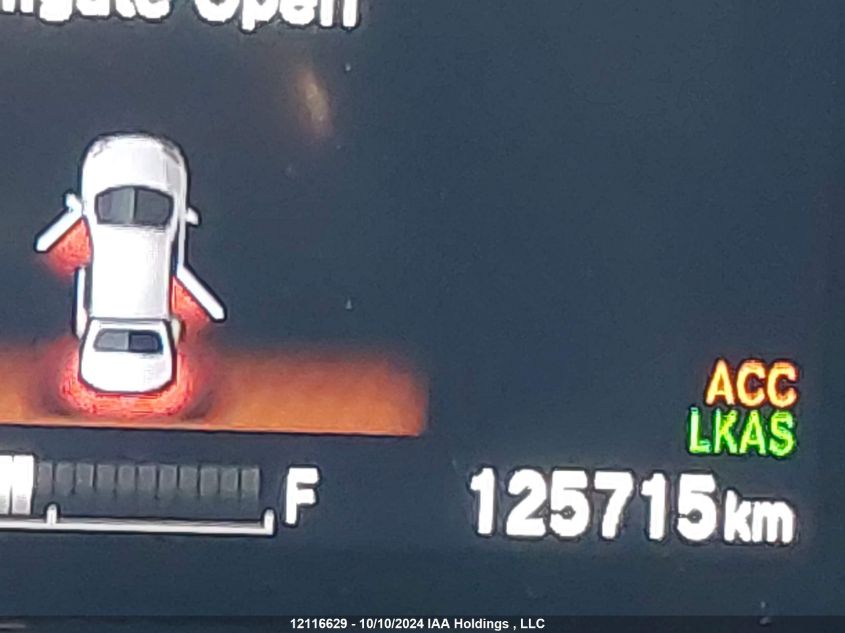 Open
ACC
LKAS
F
125715km
12116629 - 10/10/2024 IAA Holdings , LLC